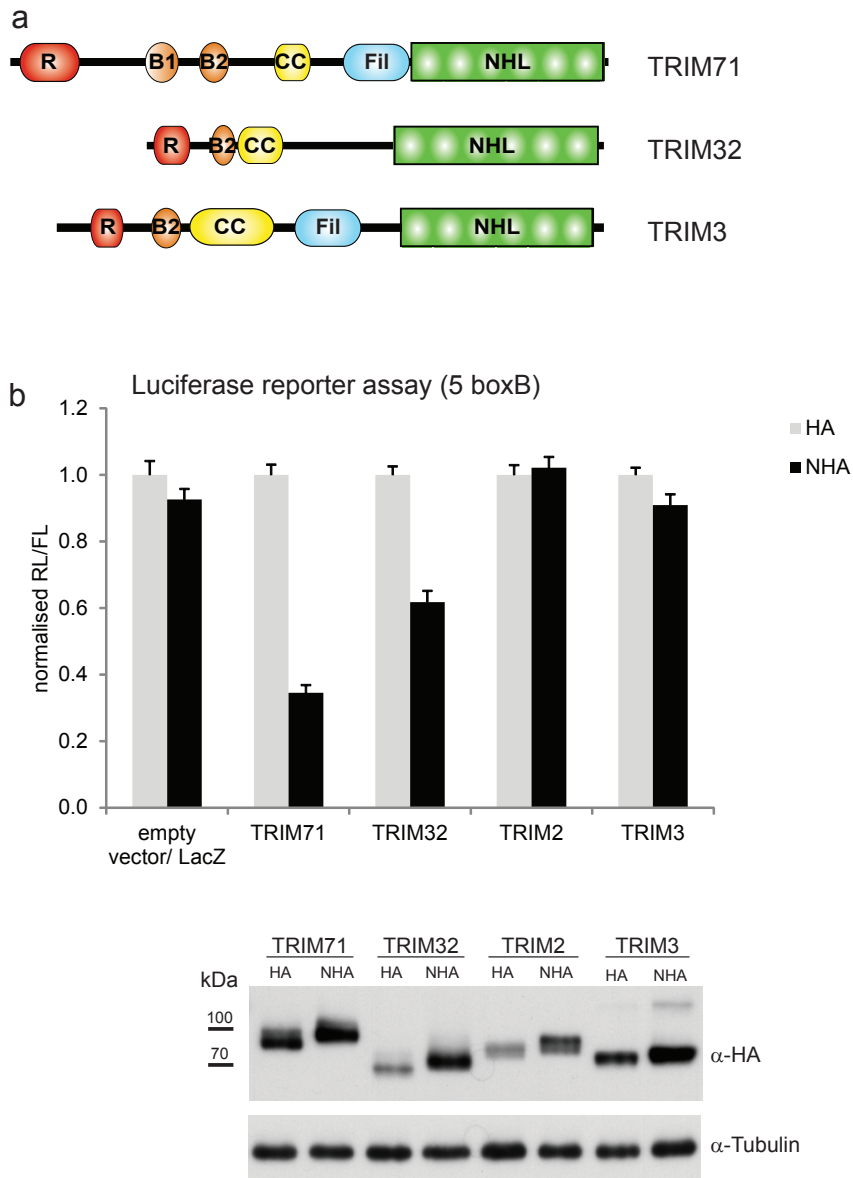 a
R B1 B2 CC Fil NHL TRIM71
R B2 CC NHL TRIM32
R B2 CC Fil NHL TRIM3
b
Luciferase reporter assay (5 boxB)
HA
NHA
normalised RL/FL
1.2
1.0
0.8
0.6
0.4
0.2
0.0
empty vector/ LacZ
TRIM71 TRIM32 TRIM2 TRIM3
TRIM71 TRIM32 TRIM2 TRIM3
HA NHA HA NHA HA NHA HA NHA
kDa
100
70
α-HA
α-Tubulin